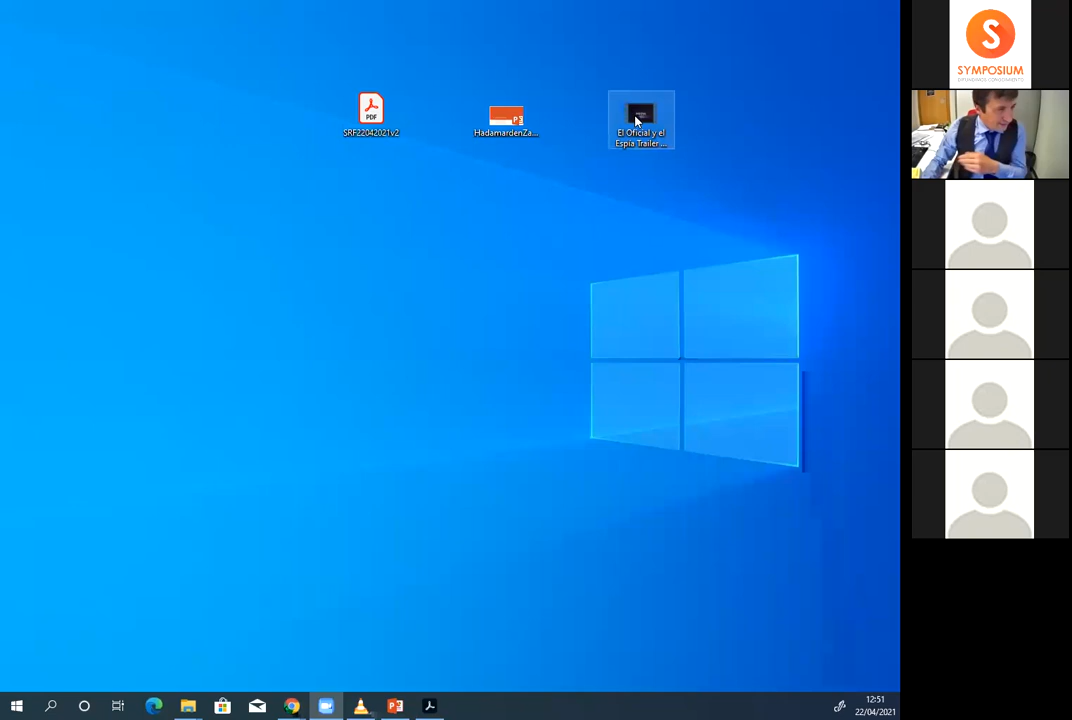 PDF
SRF22042021v2
HadamardenZa...
El Oficial y el
Espía Trailer ...
S
SYMPOSIUM
12:51
22/04/2021